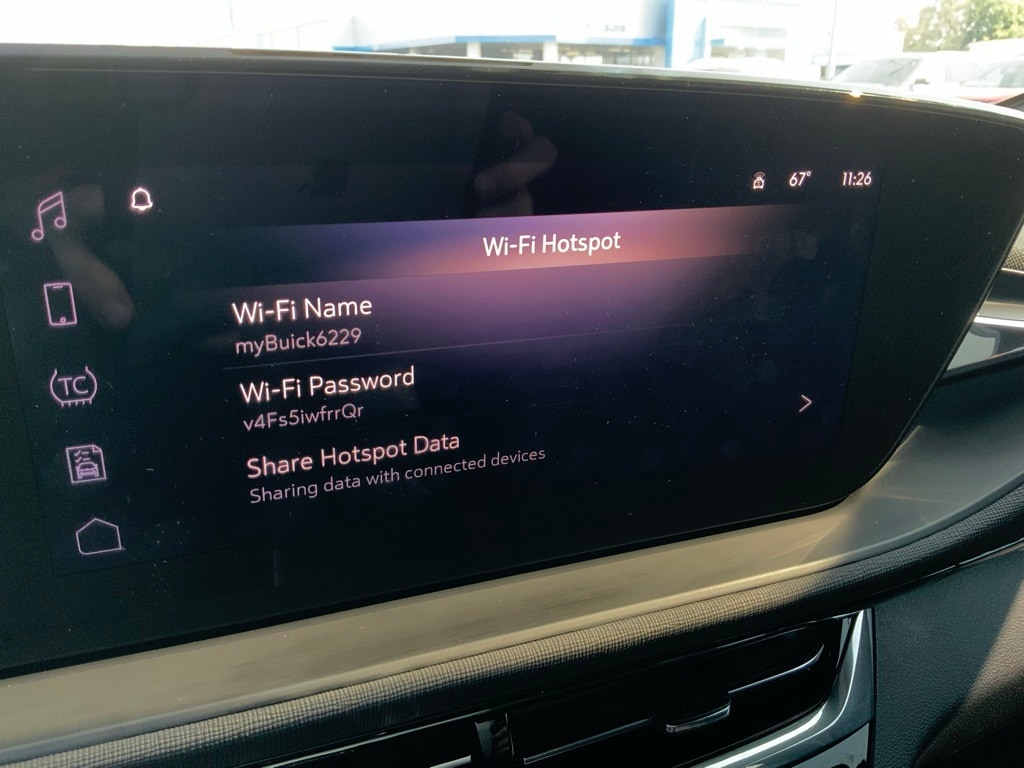 67° 11:26
Wi-Fi Hotspot
Wi-Fi Name
myBuick6229
Wi-Fi Password
v4Fs5iwfrrQr
TC
Share Hotspot Data
Sharing data with connected devices